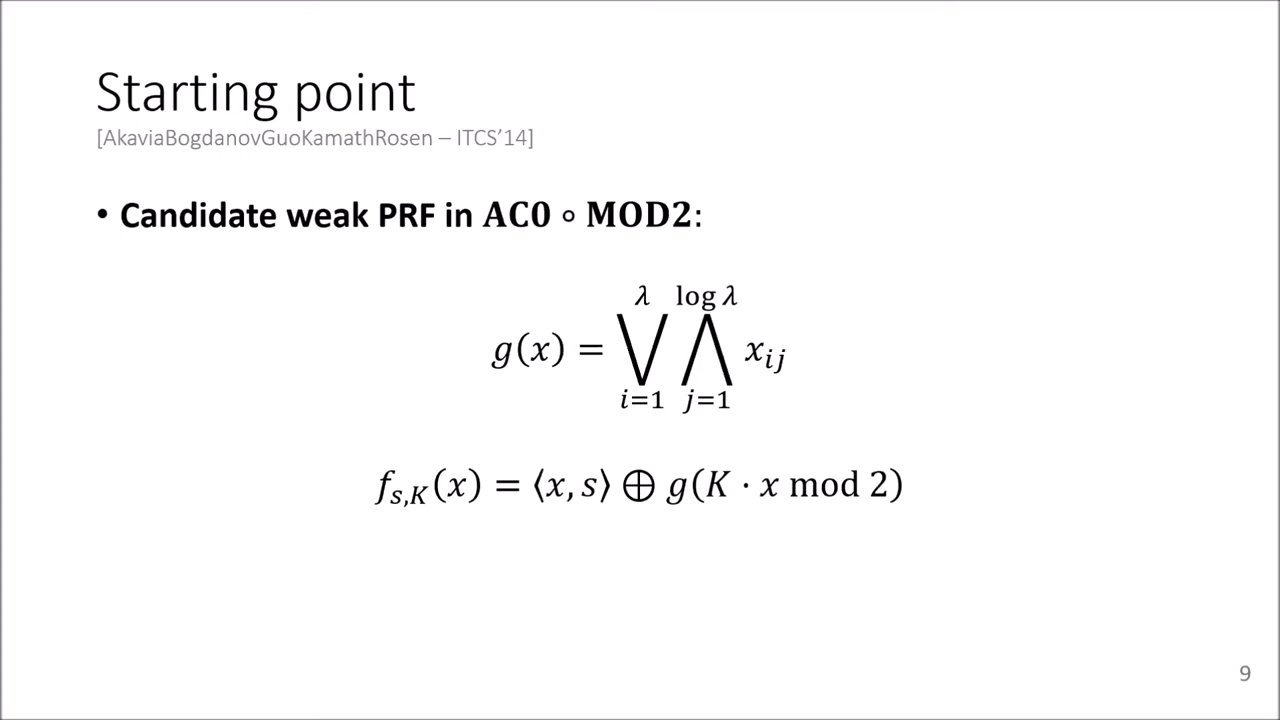 Starting point
[AkaviaBogdanovGuoKamathRosen – ITCS’14]
• Candidate weak PRF in AC0 ∘ MOD2:
λ log λ
g(x) = ⋁ ⋀ x_{ij}
i=1 j=1
f_{s,K}(x) = ⟨x, s⟩ ⊕ g(K · x mod 2)
9